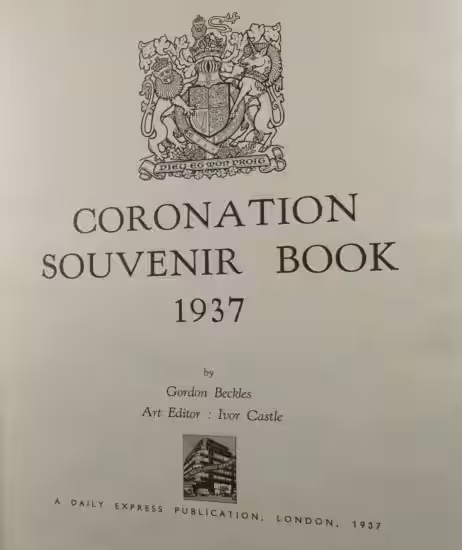 DIEU ET MON DROIT
CORONATION
SOUVENIR BOOK
1937
by
Gordon Beckles
Art Editor : Ivor Castle
A DAILY EXPRESS PUBLICATION, LONDON, 1937